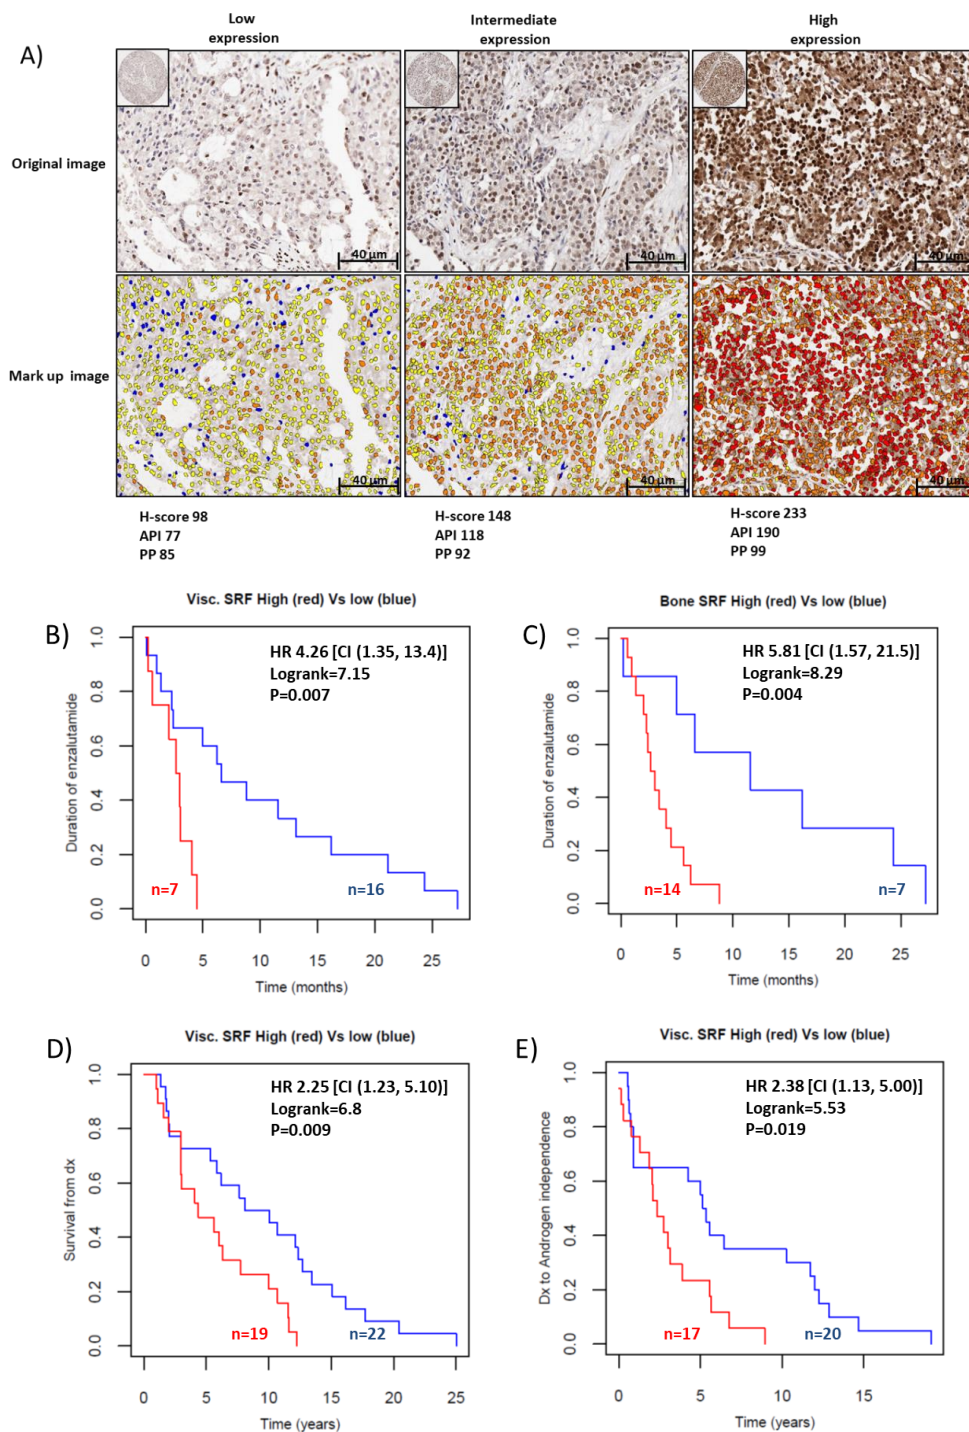 Low
expression
Intermediate
expression
High
expression
A)
Original image
40 µm
40 µm
40 µm
Mark up image
40 µm
40 µm
40 µm
H-score 98
API 77
PP 85
H-score 148
API 118
PP 92
H-score 233
API 190
PP 99
B)
Visc. SRF High (red) Vs low (blue)
HR 4.26 [CI (1.35, 13.4)]
Logrank=7.15
P=0.007
Duration of enzalutamide
0.0 0.2 0.4 0.6 0.8 1.0
n=7
n=16
0 5 10 15 20 25
Time (months)
C)
Bone SRF High (red) Vs low (blue)
HR 5.81 [CI (1.57, 21.5)]
Logrank=8.29
P=0.004
Duration of enzalutamide
0.0 0.2 0.4 0.6 0.8 1.0
n=14
n=7
0 5 10 15 20 25
Time (months)
D)
Visc. SRF High (red) Vs low (blue)
HR 2.25 [CI (1.23, 5.10)]
Logrank=6.8
P=0.009
Survival from dx
0.0 0.2 0.4 0.6 0.8 1.0
n=19
n=22
0 5 10 15 20 25
Time (years)
E)
Visc. SRF High (red) Vs low (blue)
HR 2.38 [CI (1.13, 5.00)]
Logrank=5.53
P=0.019
Dx to Androgen independence
0.0 0.2 0.4 0.6 0.8 1.0
n=17
n=20
0 5 10 15
Time (years)